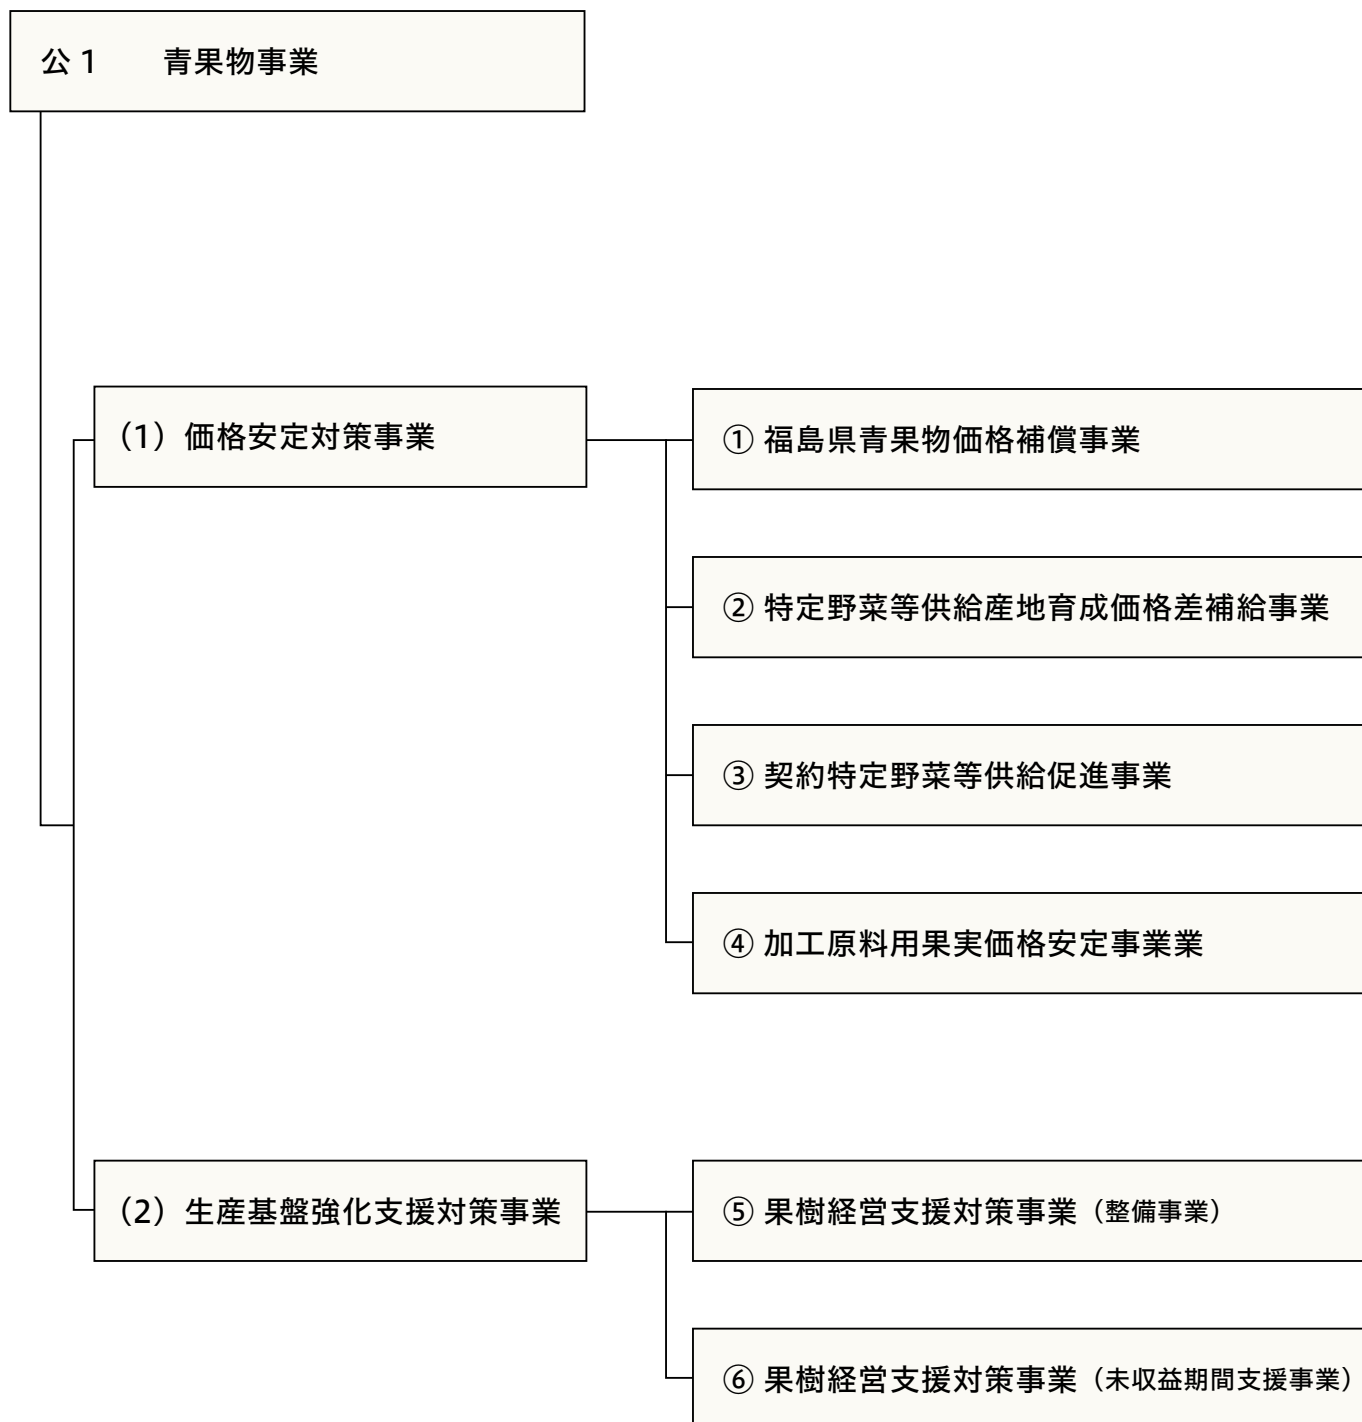 公1 青果物事業
（1）価格安定対策事業
① 福島県青果物価格補償事業
② 特定野菜等供給産地育成価格差補給事業
③ 契約特定野菜等供給促進事業
④ 加工原料用果実価格安定事業業
（2）生産基盤強化支援対策事業
⑤ 果樹経営支援対策事業（整備事業）
⑥ 果樹経営支援対策事業（未収益期間支援事業）